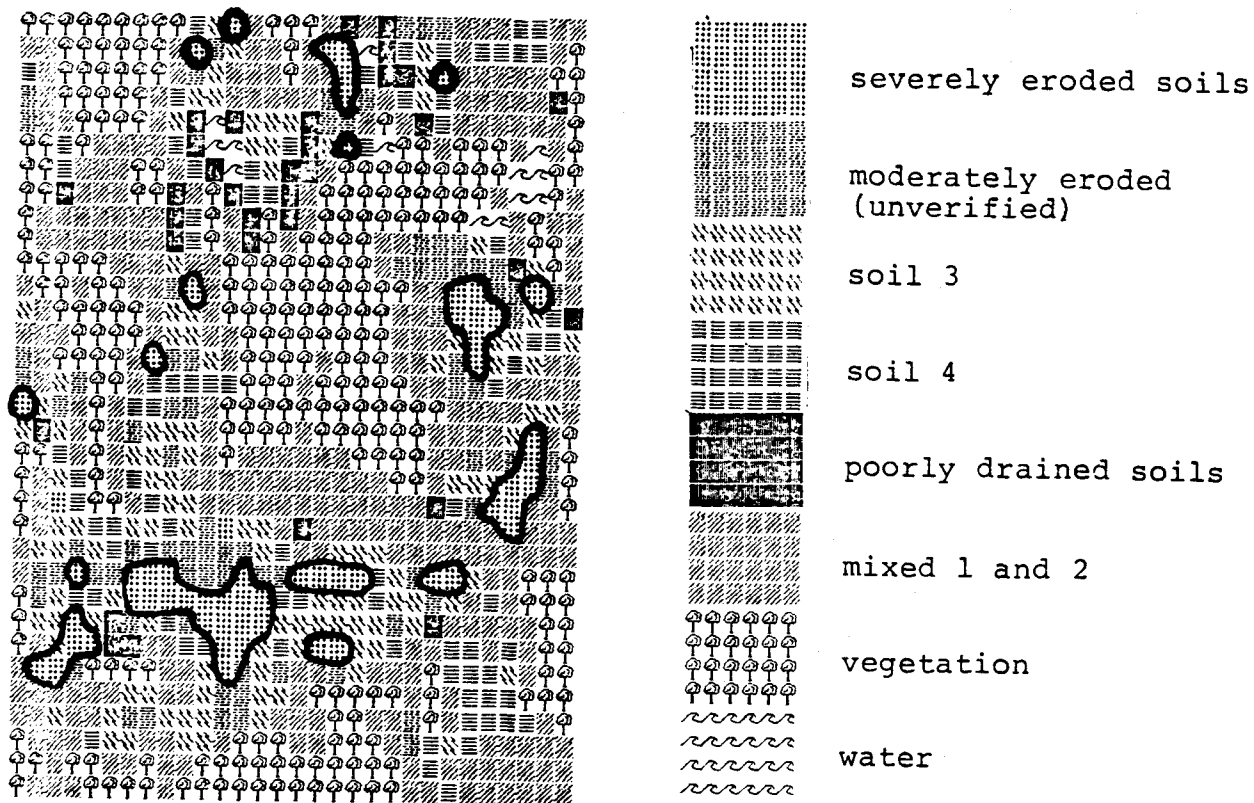 severely eroded soils
moderately eroded
(unverified)
soil 3
soil 4
poorly drained soils
mixed 1 and 2
vegetation
water